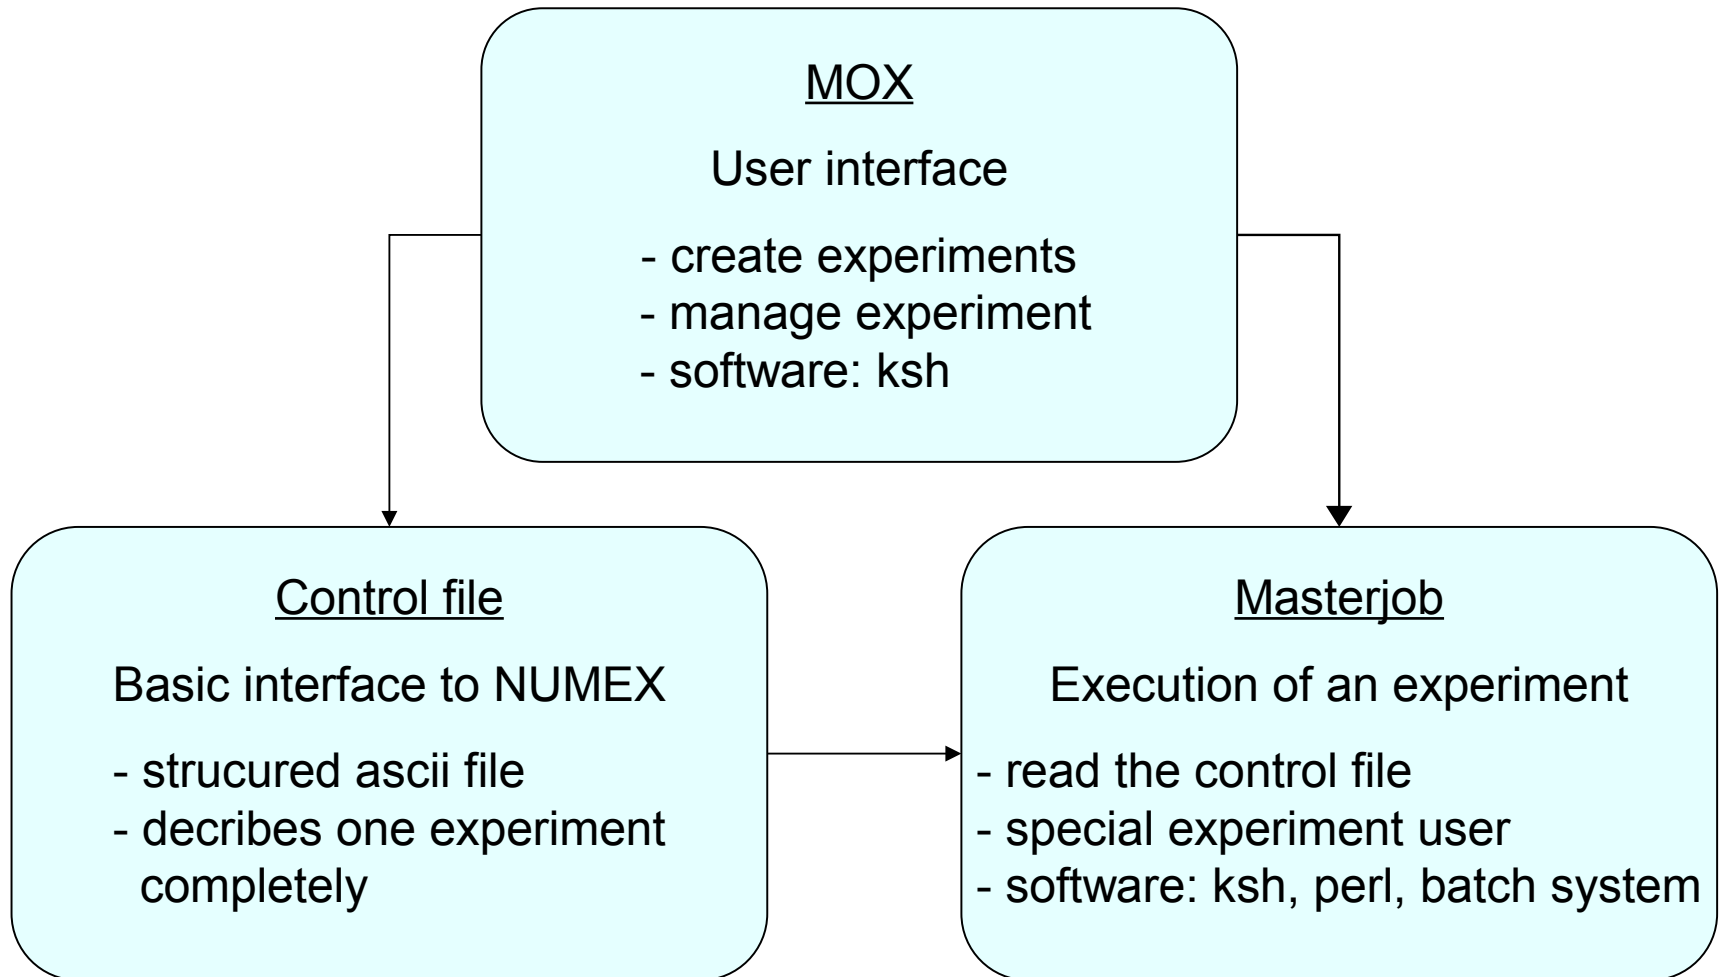 MOX
User interface
- create experiments
- manage experiment
- software: ksh
Control file
Basic interface to NUMEX
- strucured ascii file
- decribes one experiment
completely
Masterjob
Execution of an experiment
- read the control file
- special experiment user
- software: ksh, perl, batch system